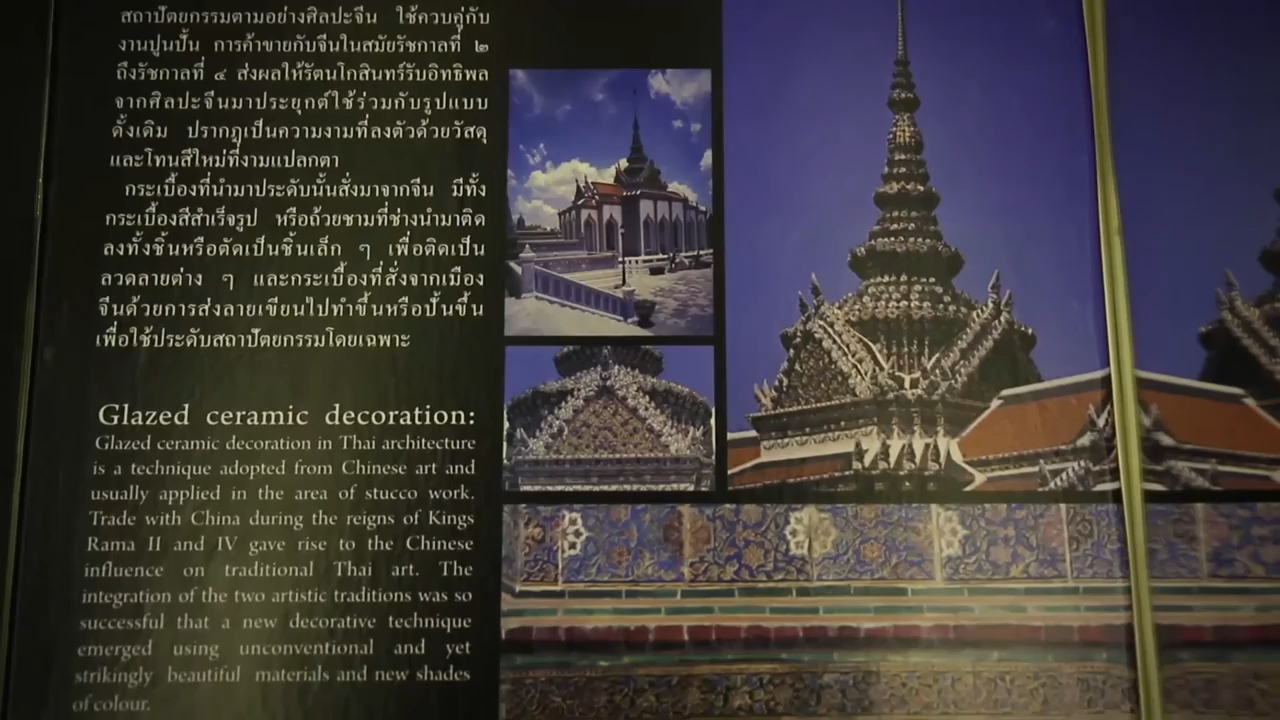 สถาปัตยกรรมตามอย่างศิลปะจีน ใช้ควบคู่กับ
งานปูนปั้น การค้าขายกับจีนในสมัยรัชกาลที่ ๒
ถึงรัชกาลที่ ๔ ส่งผลให้รัตนโกสินทร์รับอิทธิพล
จากศิลปะจีนมาประยุกต์ใช้ร่วมกับรูปแบบ
ดั้งเดิม ปรากฏเป็นความงามที่ลงตัวด้วยวัสดุ
และโทนสีใหม่ที่งามแปลกตา
กระเบื้องที่นำมาประดับนั้นสั่งมาจากจีน มีทั้ง
กระเบื้องสีสำเร็จรูป หรือถ้วยชามที่ช่างนำมาติด
ลงทั้งชิ้นหรือตัดเป็นชิ้นเล็ก ๆ เพื่อติดเป็น
ลวดลายต่าง ๆ และกระเบื้องที่สั่งจากเมือง
จีนด้วยการส่งลายเขียนไปทำขึ้นหรือปั้นขึ้น
เพื่อใช้ประดับสถาปัตยกรรมโดยเฉพาะ
Glazed ceramic decoration:
Glazed ceramic decoration in Thai architecture
is a technique adopted from Chinese art and
usually applied in the area of stucco work.
Trade with China during the reigns of Kings
Rama II and IV gave rise to the Chinese
influence on traditional Thai art. The
integration of the two artistic traditions was so
successful that a new decorative technique
emerged using unconventional and yet
strikingly beautiful materials and new shades
of colour.